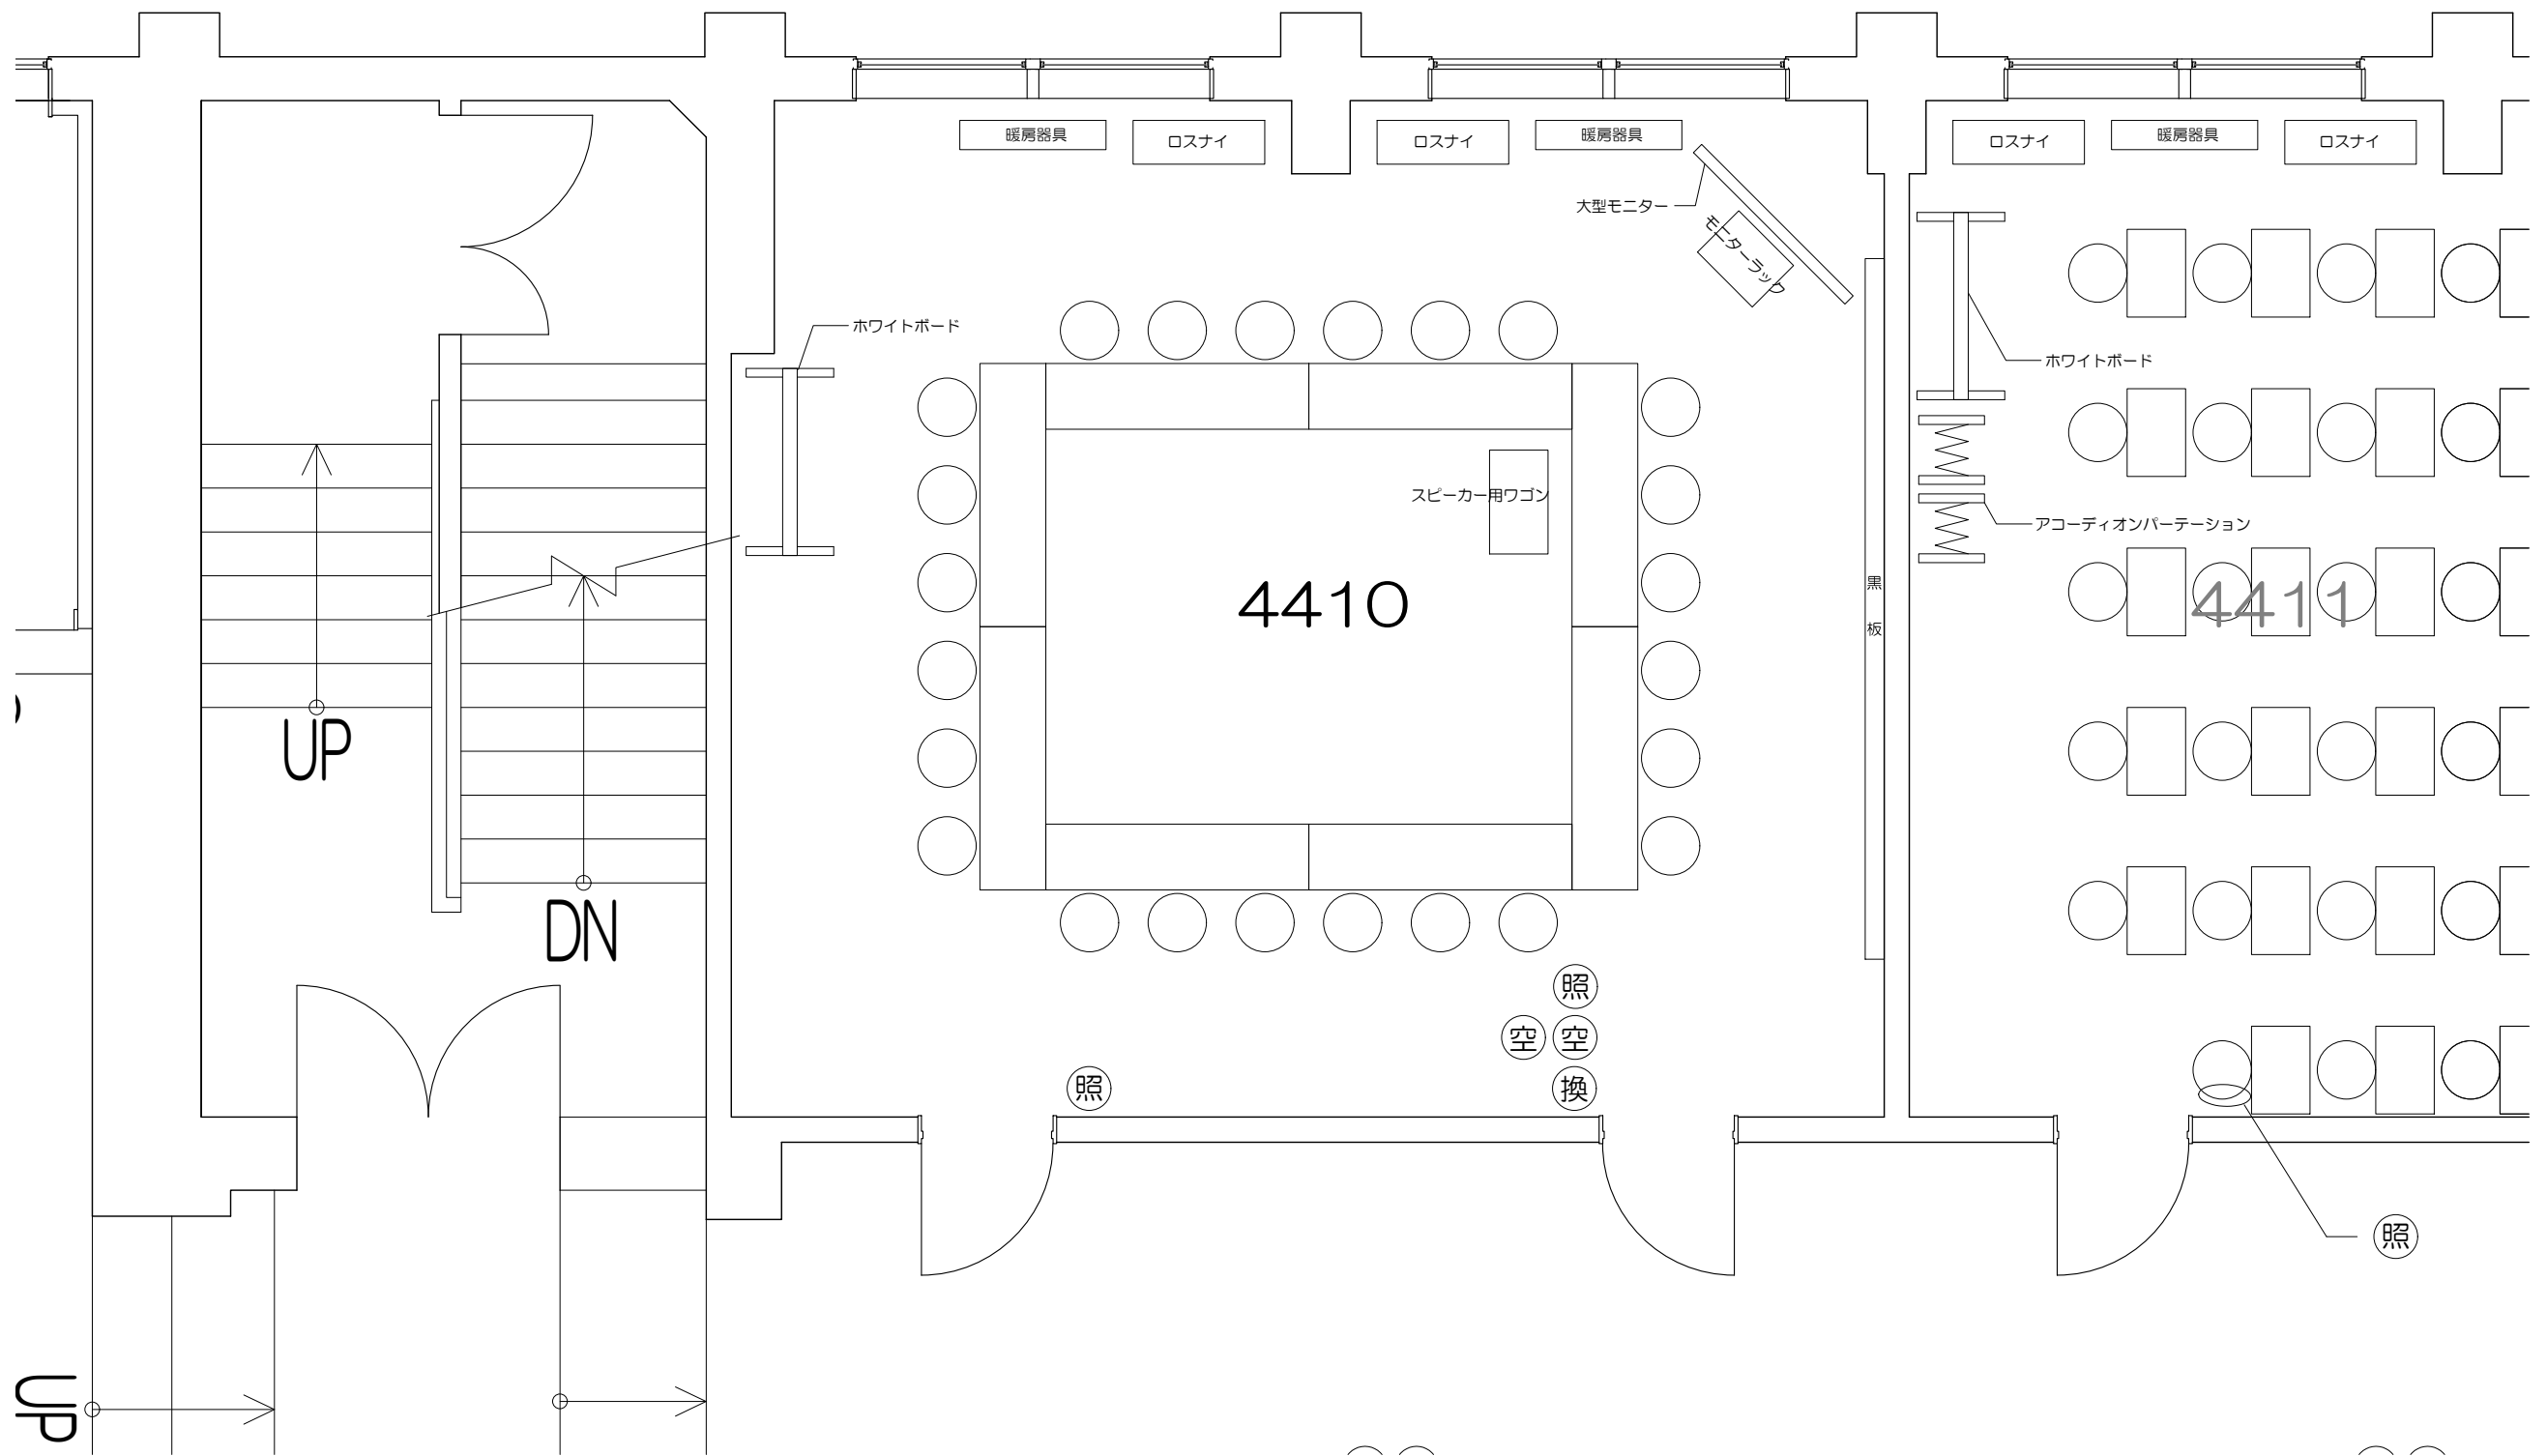 暖房器具
ロスナイ
ロスナイ
暖房器具
ロスナイ
暖房器具
ロスナイ
大型モニター
モニターラック
ホワイトボード
ホワイトボード
スピーカー用ワゴン
アコーディオンパーテーション
4410
黒板
4411
UP
DN
照
空
空
照
換
照
UP